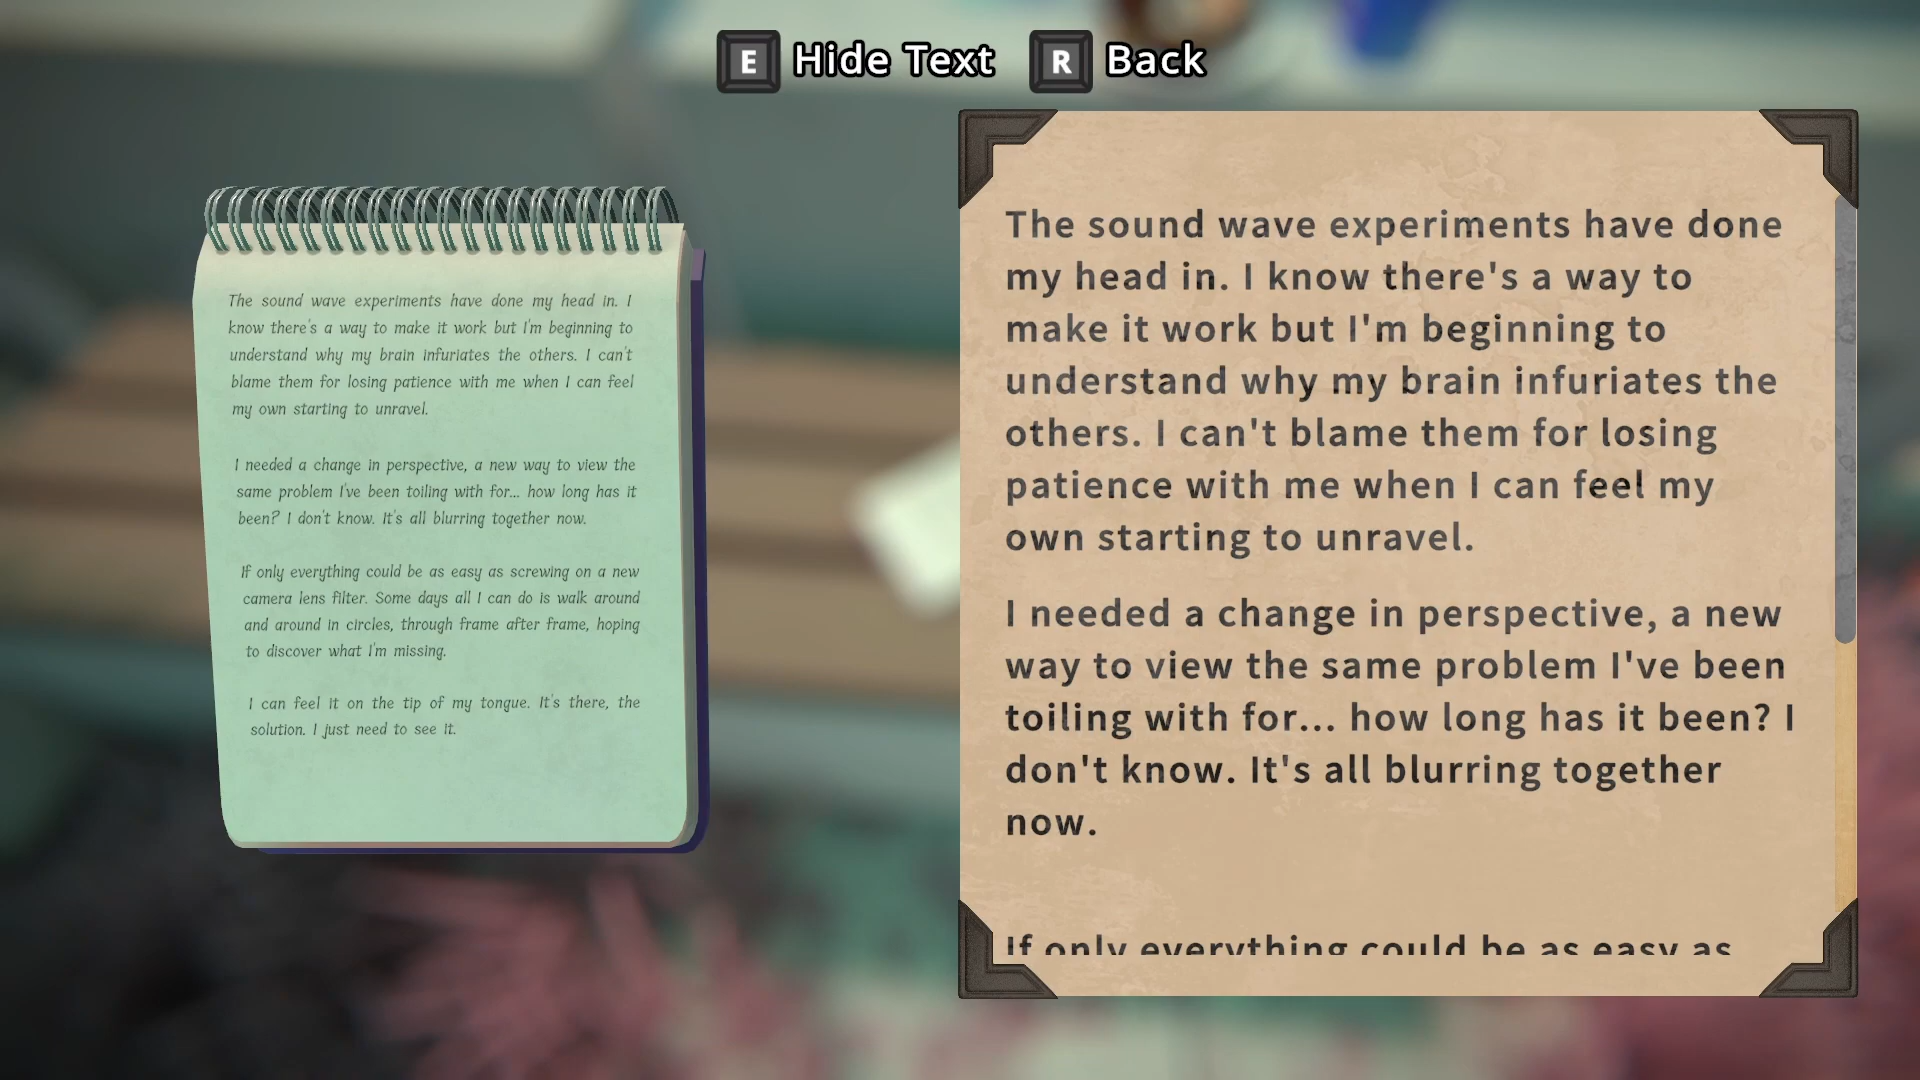 E Hide Text R Back
The sound wave experiments have done my head in. I
know there's a way to make it work but I'm beginning to
understand why my brain infuriates the others. I can't
blame them for losing patience with me when I can feel
my own starting to unravel.
I needed a change in perspective, a new way to view the
same problem I've been toiling with for... how long has it
been? I don't know. It's all blurring together now.
If only everything could be as easy as screwing on a new
camera lens filter. Some days all I can do is walk around
and around in circles, through frame after frame, hoping
to discover what I'm missing.
I can feel it on the tip of my tongue. It's there, the
solution. I just need to see it.
The sound wave experiments have done
my head in. I know there's a way to
make it work but I'm beginning to
understand why my brain infuriates the
others. I can't blame them for losing
patience with me when I can feel my
own starting to unravel.
I needed a change in perspective, a new
way to view the same problem I've been
toiling with for... how long has it been? I
don't know. It's all blurring together
now.
If only everything could be as easy as